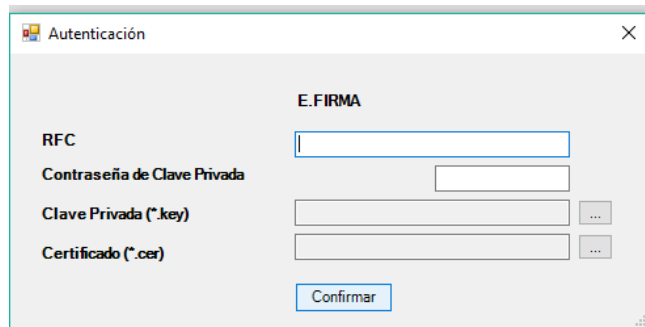 Autenticación
E.FIRMA
RFC
Contraseña de Clave Privada
Clave Privada (*.key)
...
Certificado (*.cer)
...
Confirmar